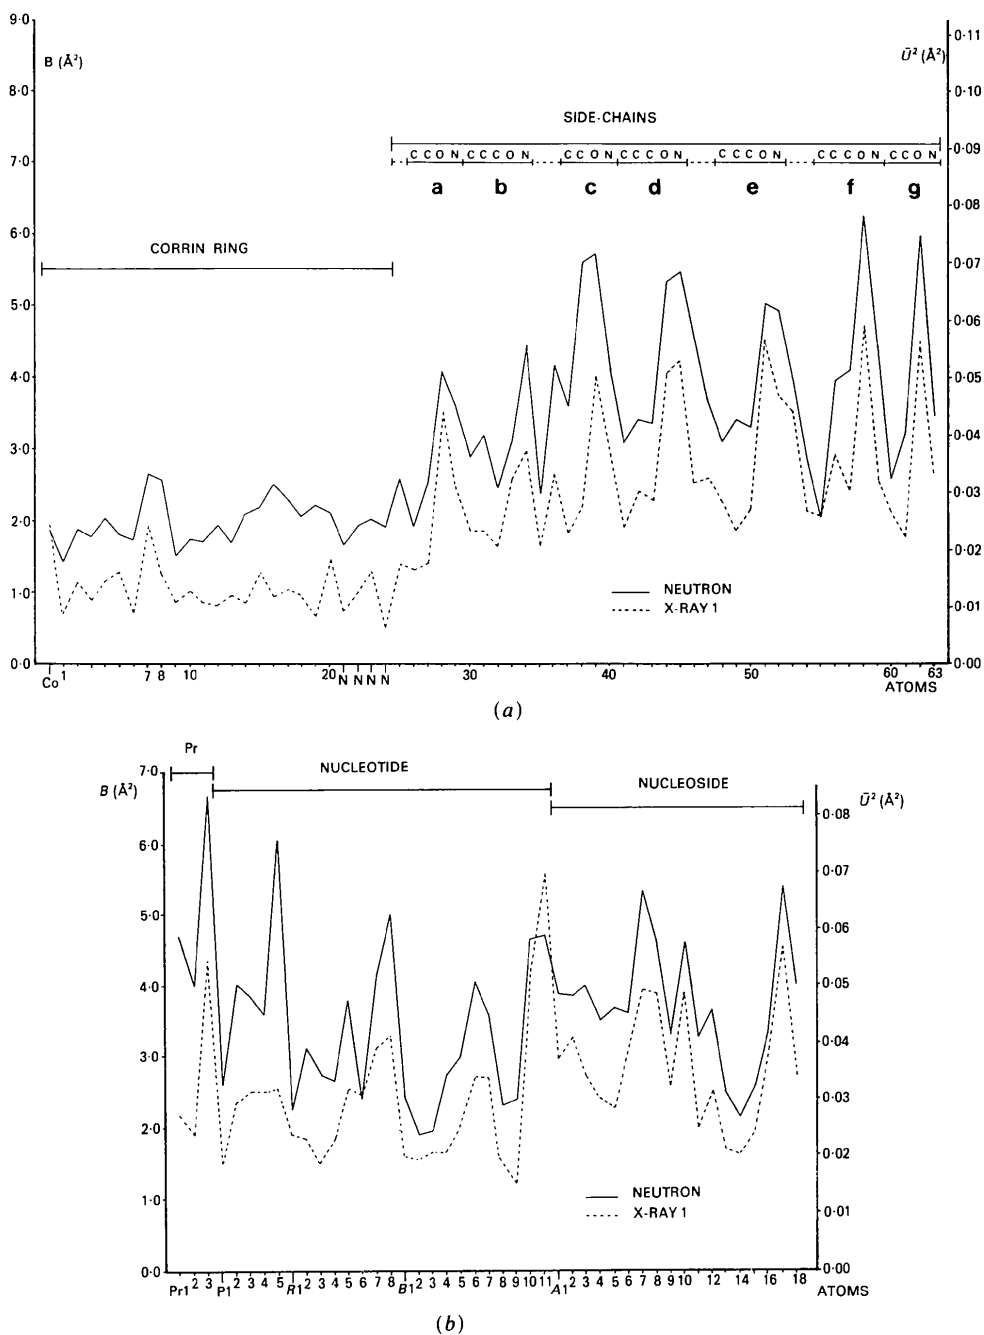 9·0
B (Å²)
8·0
7·0
6·0
5·0
4·0
3·0
2·0
1·0
0·0
Ū² (Å²)
0·11
0·10
0·09
0·08
0·07
0·06
0·05
0·04
0·03
0·02
0·01
0·00
SIDE-CHAINS
C C O N C C C O N C C O N C C C O N C C C O N C C C O N C C O N
a b c d e f g
CORRIN RING
NEUTRON
X-RAY 1
Co 1 7 8 10 20 N N N N 30 40 50 60 63
ATOMS
(a)
Pr
NUCLEOTIDE
NUCLEOSIDE
7·0
B (Å²)
6·0
5·0
4·0
3·0
2·0
1·0
0·0
Ū² (Å²)
0·08
0·07
0·06
0·05
0·04
0·03
0·02
0·01
0·00
NEUTRON
X-RAY 1
Pr1 2 3 P1 2 3 4 5 R1 2 3 4 5 6 7 8 B1 2 3 4 5 6 7 8 9 10 11 A1 2 3 4 5 6 7 8 9 10 12 14 16 18
ATOMS
(b)